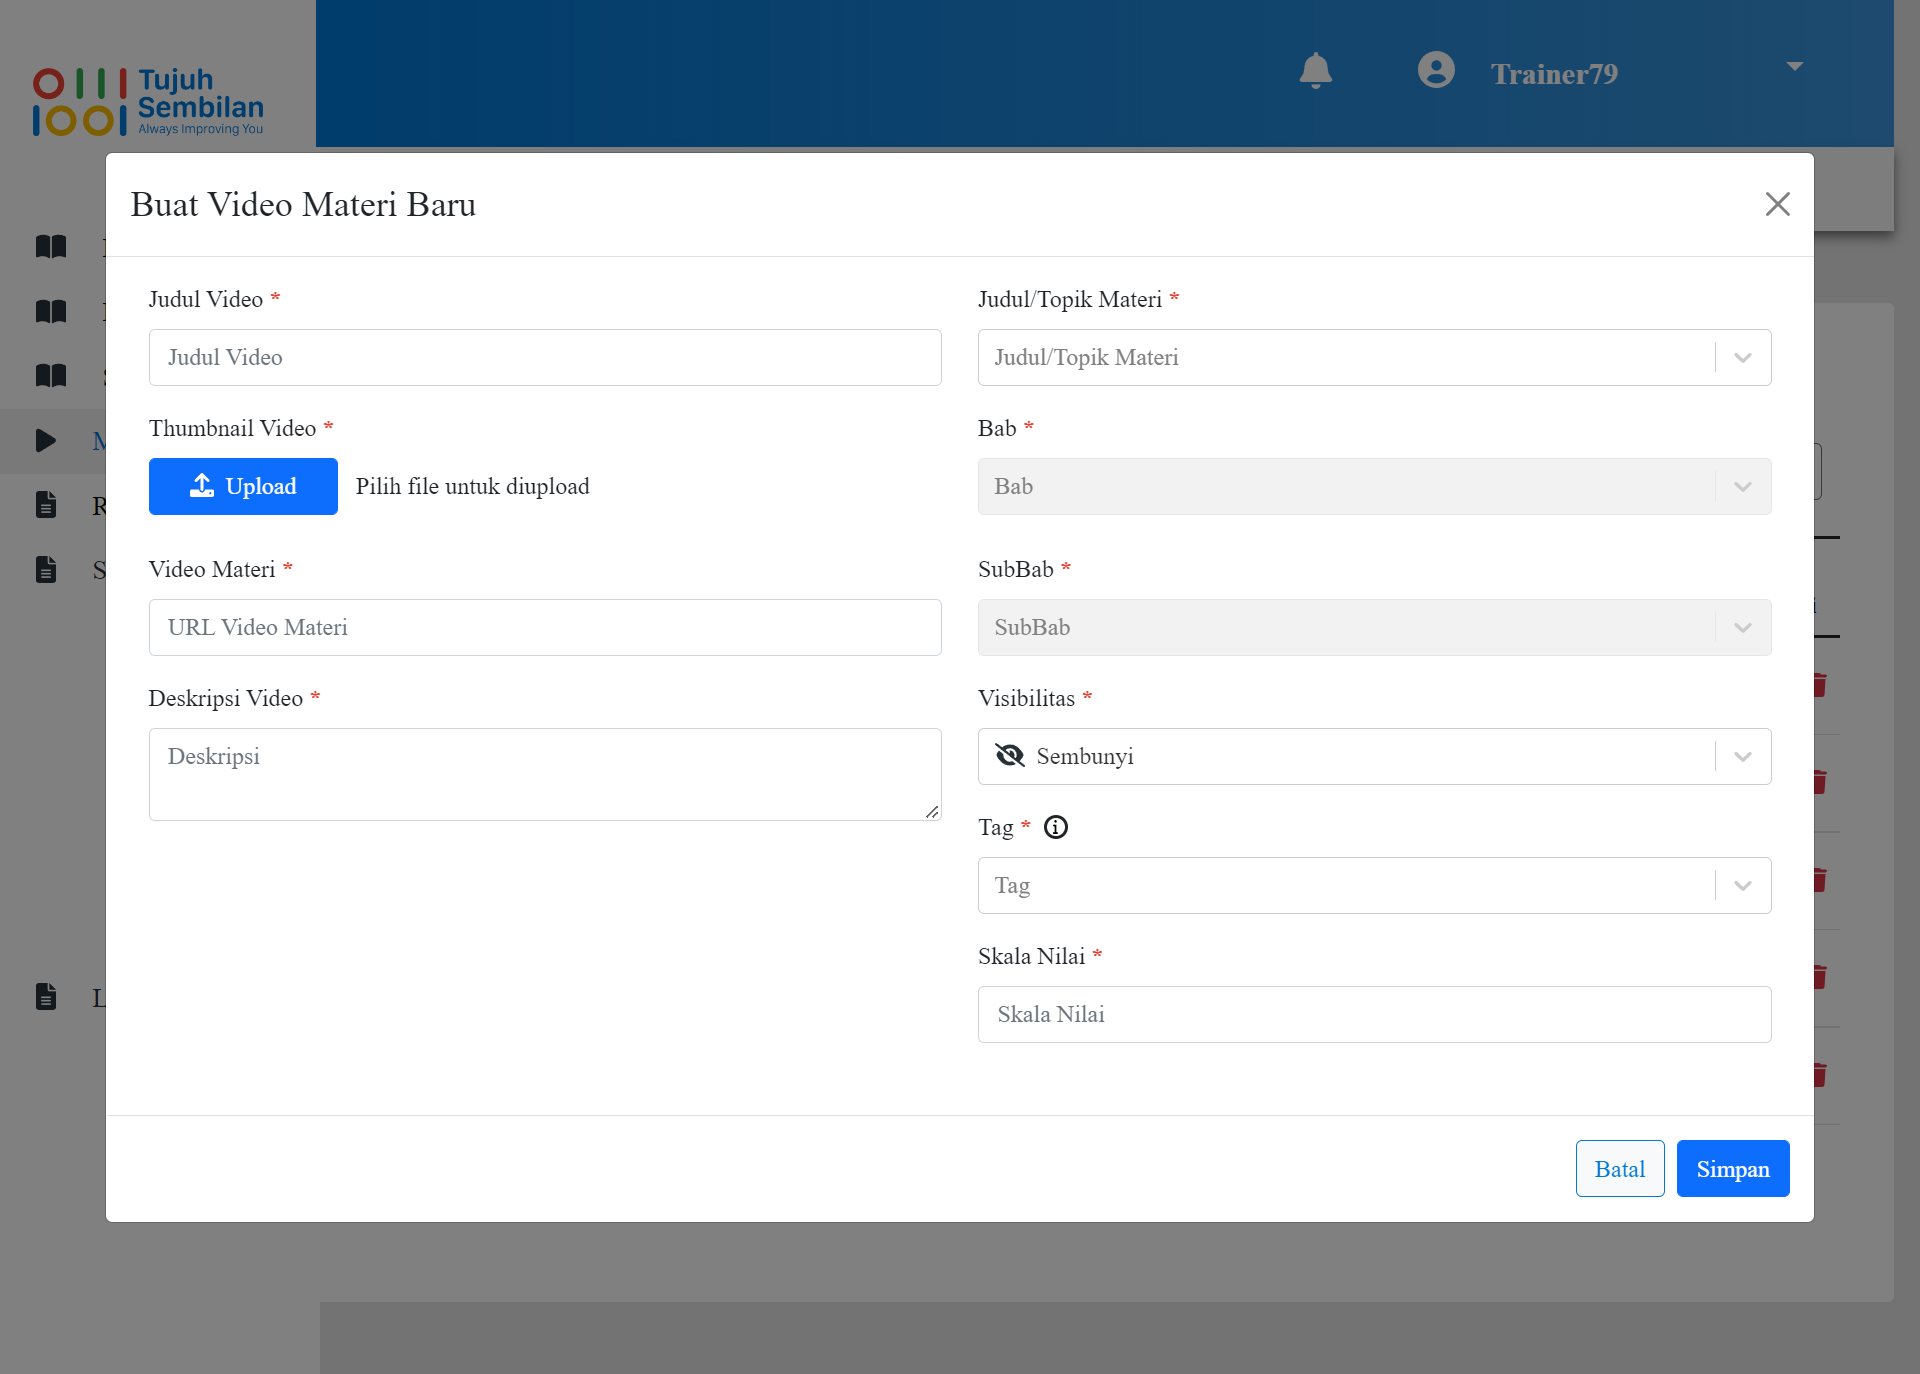 Tujuh
Sembilan
Always Improving You
Trainer79
Buat Video Materi Baru
Judul Video *
Judul Video
Thumbnail Video *
Upload
Pilih file untuk diupload
Video Materi *
URL Video Materi
Deskripsi Video *
Deskripsi
Judul/Topik Materi *
Judul/Topik Materi
Bab *
Bab
SubBab *
SubBab
Visibilitas *
Sembunyi
Tag *
Tag
Skala Nilai *
Skala Nilai
Batal
Simpan